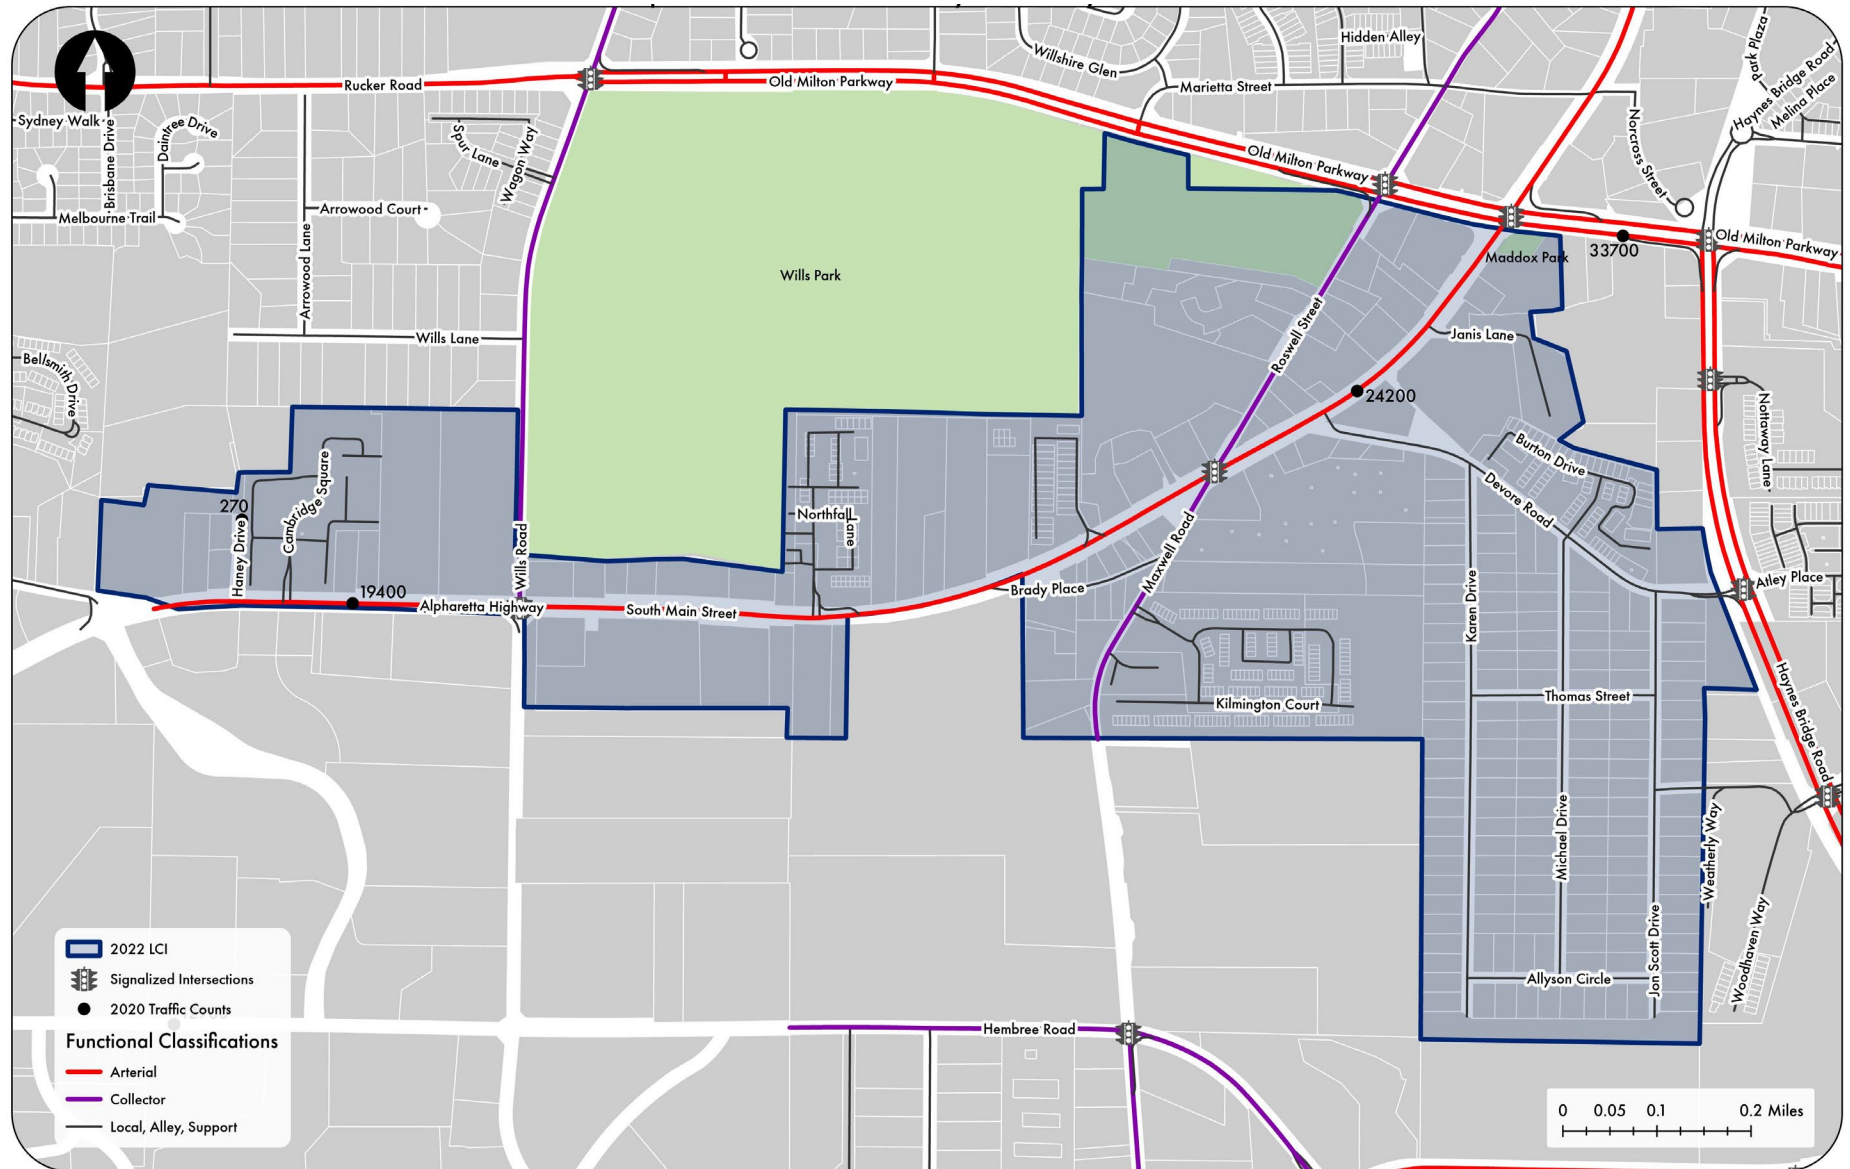 Hidden Alley
Park Plaza
Willshire Glen
Haynes Bridge Road
Rucker Road
Old Milton Parkway
Marietta Street
Melina Place
Sydney Walk
Brisbane Drive
Daintree Drive
Spur Lane
Wagon Way
Norcross Street
Old Milton Parkway
Melbourne Trail
Arrowood Court
Arrowood Lane
Old Milton Parkway
33700
Maddox Park
Wills Park
Wills Lane
Roswell Street
Janis Lane
Bellsmith Drive
24200
Nottaway Lane
Burton Drive
Devore Road
Cambridge Square
270
Haney Drive
Northfall Lane
Wills Road
Maxwell Road
Atley Place
19400
Alpharetta Highway
South Main Street
Brady Place
Karen Drive
Thomas Street
Kilmington Court
Haynes Bridge Road
Michael Drive
Weatherly Way
Jon Scott Drive
Woodhaven Way
Allyson Circle
Hembree Road
2022 LCI
Signalized Intersections
2020 Traffic Counts
Functional Classifications
Arterial
Collector
Local, Alley, Support
0 0.05 0.1 0.2 Miles